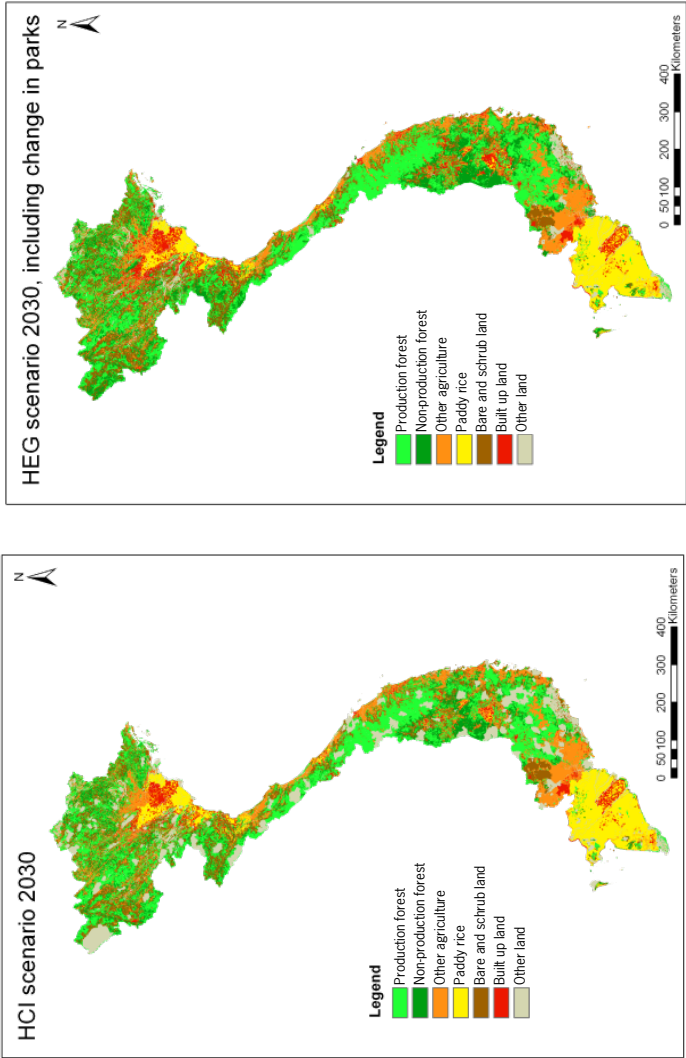 HEG scenario 2030, including change in parks
N
Legend
Production forest
Non-production forest
Other agriculture
Paddy rice
Bare and schrub land
Built up land
Other land
0 50 100 200 300 400
Kilometers
HCI scenario 2030
N
Legend
Production forest
Non-production forest
Other agriculture
Paddy rice
Bare and schrub land
Built up land
Other land
0 50 100 200 300 400
Kilometers